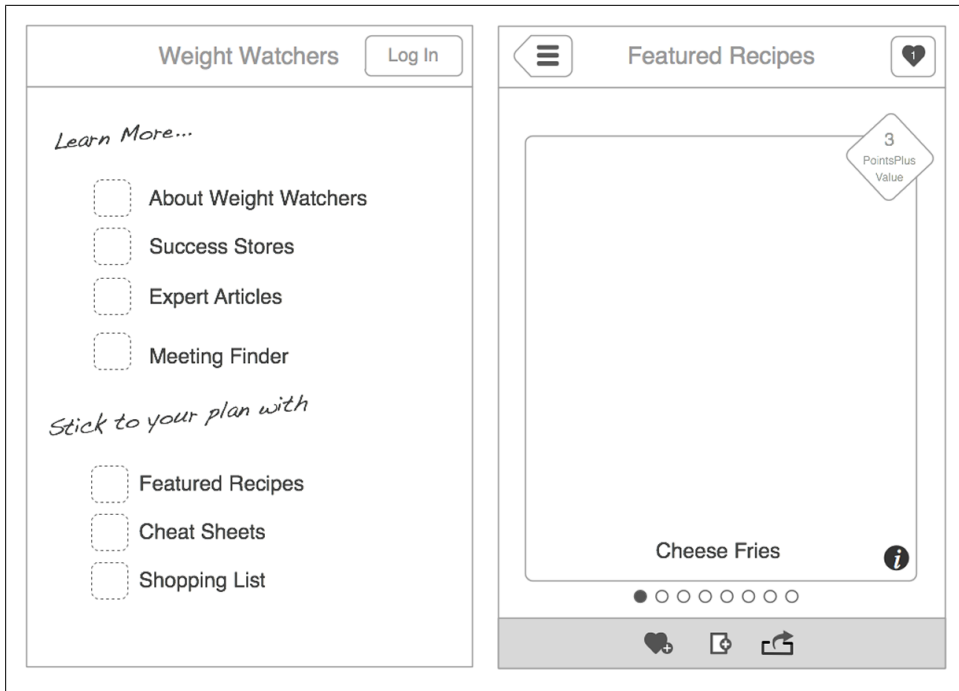 Weight Watchers
Log In
Learn More...
About Weight Watchers
Success Stores
Expert Articles
Meeting Finder
Stick to your plan with
Featured Recipes
Cheat Sheets
Shopping List
Featured Recipes
1
3
PointsPlus
Value
Cheese Fries
i